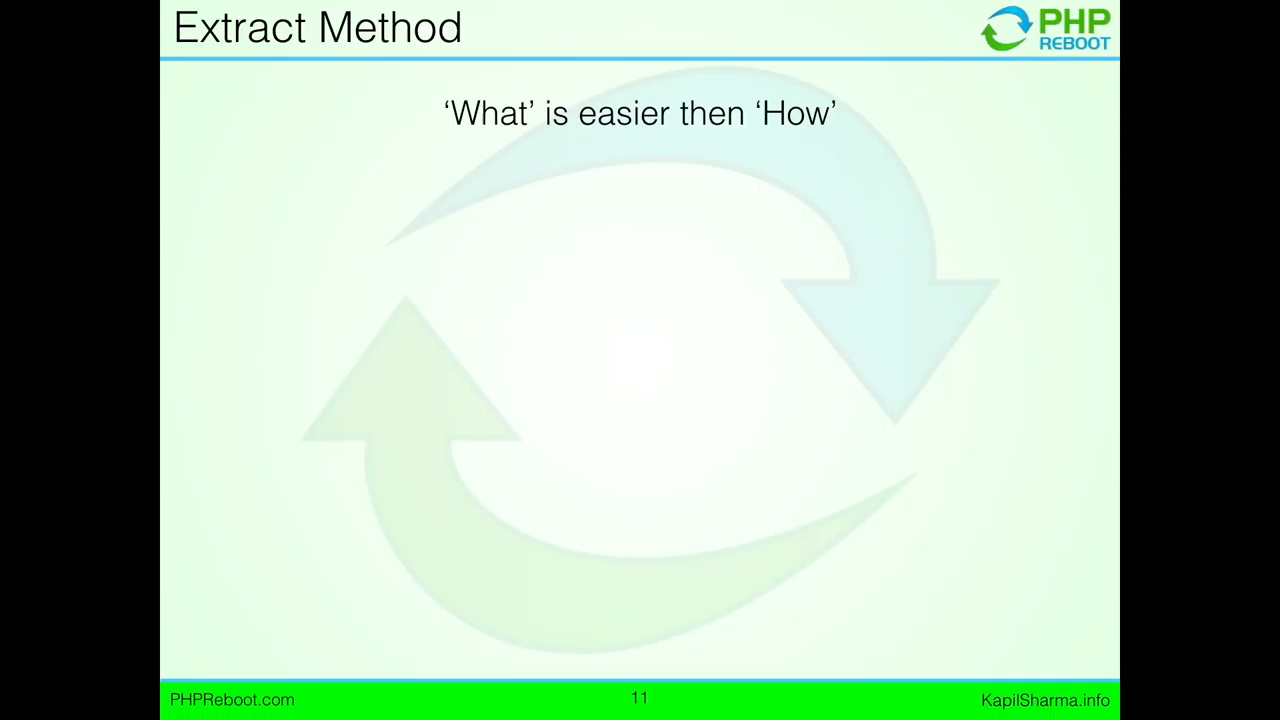 Extract Method
PHP
REBOOT
‘What’ is easier then ‘How’
PHPReboot.com
11
KapilSharma.info